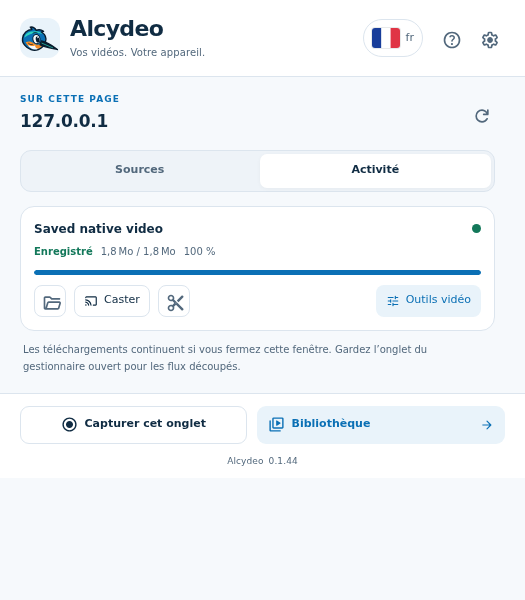 Alcydeo
Vos vidéos. Votre appareil.
fr
SUR CETTE PAGE
127.0.0.1
Sources
Activité
Saved native video
Enregistré 1,8 Mo / 1,8 Mo 100 %
Caster
Outils vidéo
Les téléchargements continuent si vous fermez cette fenêtre. Gardez l’onglet du
gestionnaire ouvert pour les flux découpés.
Capturer cet onglet
Bibliothèque
Alcydeo 0.1.44